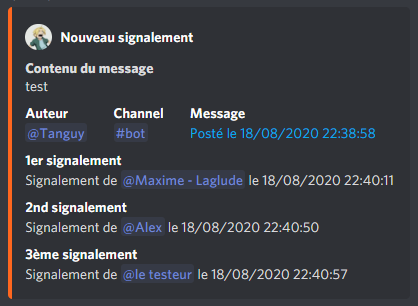 Nouveau signalement
Contenu du message
test
Auteur Channel Message
@Tanguy #bot Posté le 18/08/2020 22:38:58
1er signalement
Signalement de @Maxime - Laglude le 18/08/2020 22:40:11
2nd signalement
Signalement de @Alex le 18/08/2020 22:40:50
3ème signalement
Signalement de @le testeur le 18/08/2020 22:40:57